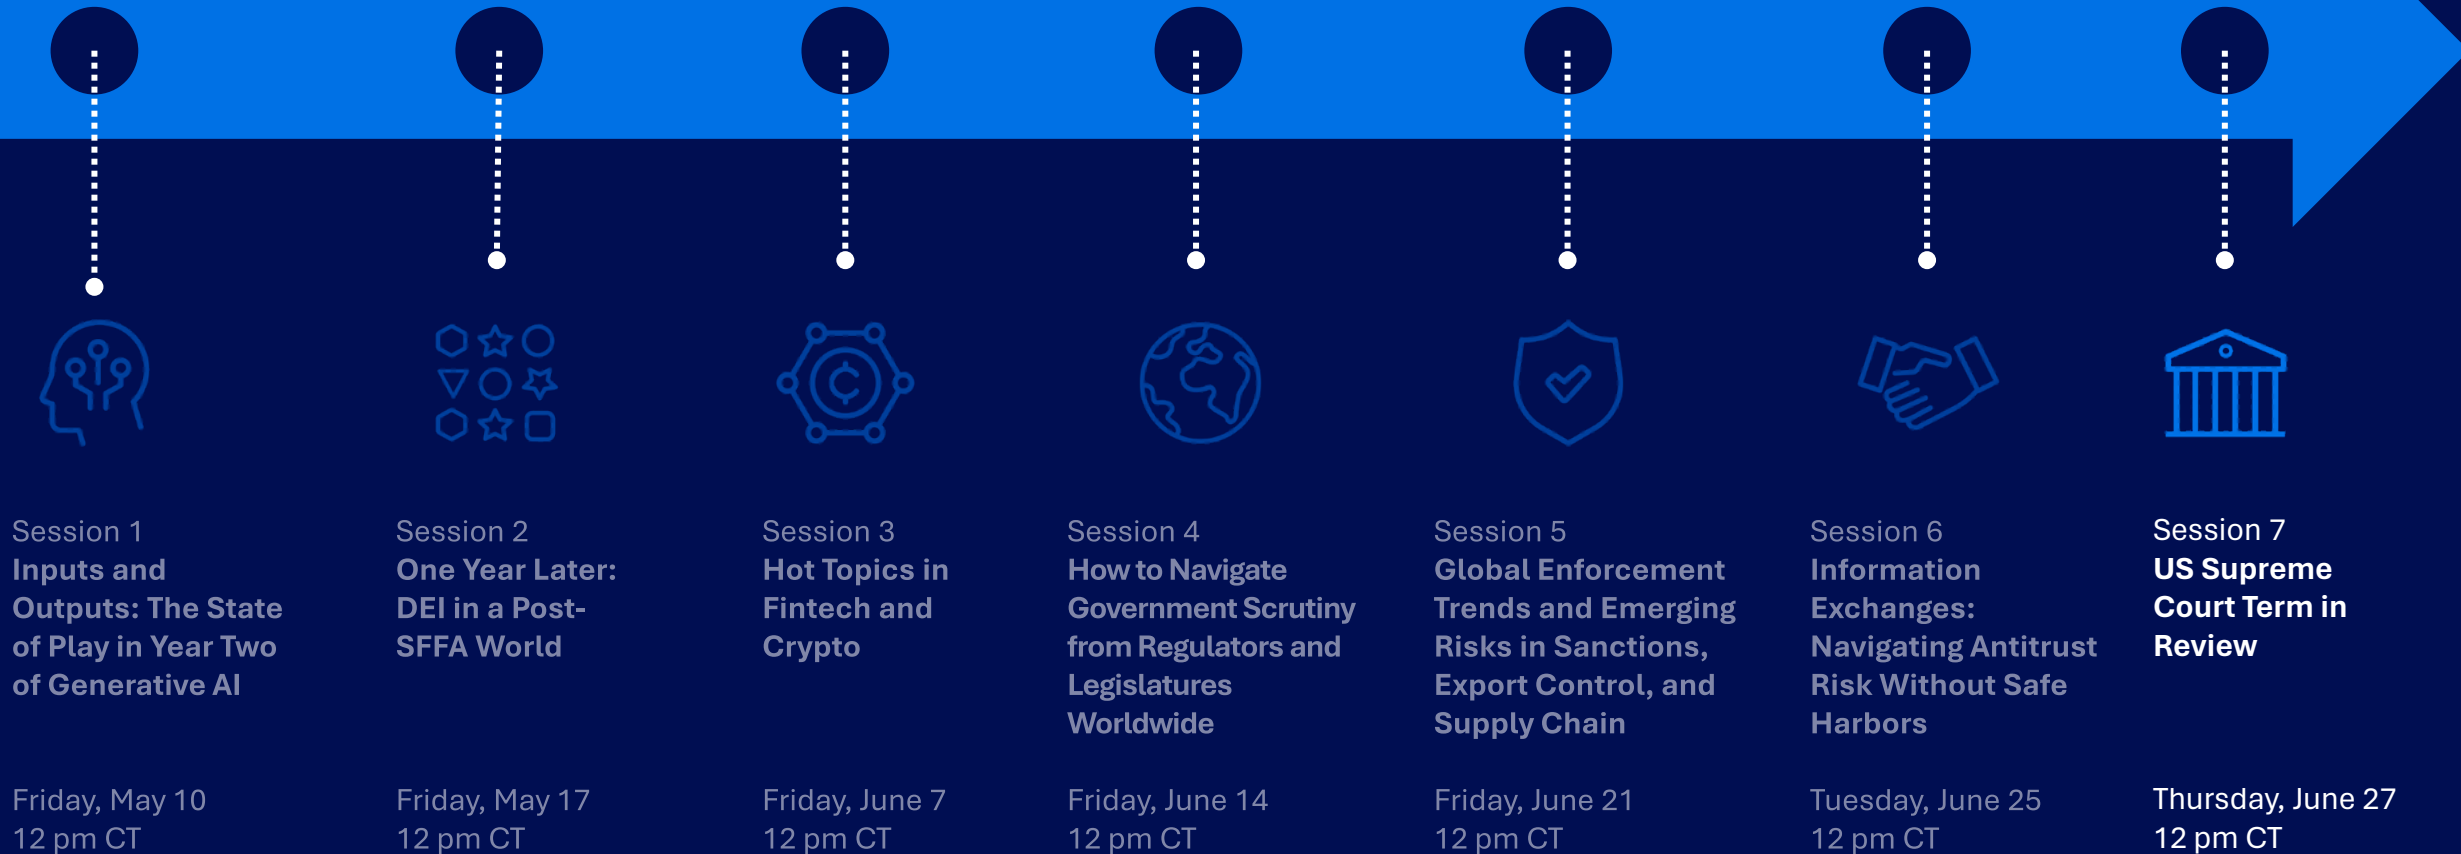 Session 1
Inputs and
Outputs: The State
of Play in Year Two
of Generative AI
Friday, May 10
12 pm CT
Session 2
One Year Later:
DEI in a Post-
SFFA World
Friday, May 17
12 pm CT
Session 3
Hot Topics in
Fintech and
Crypto
Friday, June 7
12 pm CT
Session 4
How to Navigate
Government Scrutiny
from Regulators and
Legislatures
Worldwide
Friday, June 14
12 pm CT
Session 5
Global Enforcement
Trends and Emerging
Risks in Sanctions,
Export Control, and
Supply Chain
Friday, June 21
12 pm CT
Session 6
Information
Exchanges:
Navigating Antitrust
Risk Without Safe
Harbors
Tuesday, June 25
12 pm CT
Session 7
US Supreme
Court Term in
Review
Thursday, June 27
12 pm CT